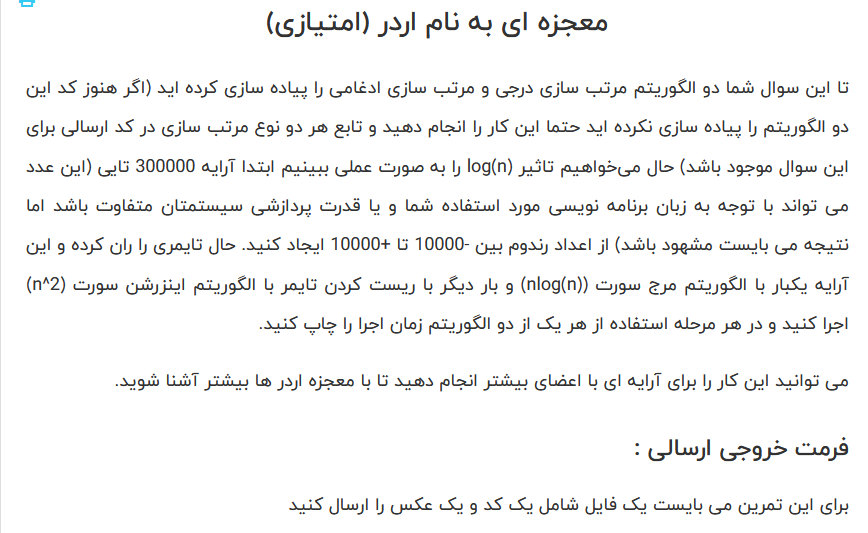 معجزه ای به نام اردر (امتیازی)
تا این سوال شما دو الگوریتم مرتب سازی درجی و مرتب سازی ادغامی را پیاده سازی کرده اید (اگر هنوز کد این
دو الگوریتم را پیاده سازی نکرده اید حتما این کار را انجام دهید و تابع هر دو نوع مرتب سازی در کد ارسالی برای
این سوال موجود باشد) حال می‌خواهیم تاثیر log(n) را به صورت عملی ببینیم ابتدا آرایه 300000 تایی (این عدد
می تواند با توجه به زبان برنامه نویسی مورد استفاده شما و یا قدرت پردازشی سیستمتان متفاوت باشد اما
نتیجه می بایست مشهود باشد) از اعداد رندوم بین -10000 تا +10000 ایجاد کنید. حال تایمری را ران کرده و این
آرایه یکبار با الگوریتم مرج سورت (nlog(n)) و بار دیگر با ریست کردن تایمر با الگوریتم اینزرشن سورت (n^2)
اجرا کنید و در هر مرحله استفاده از هر یک از دو الگوریتم زمان اجرا را چاپ کنید.
می توانید این کار را برای آرایه ای با اعضای بیشتر انجام دهید تا با معجزه اردر ها بیشتر آشنا شوید.
فرمت خروجی ارسالی :
برای این تمرین می بایست یک فایل شامل یک کد و یک عکس را ارسال کنید